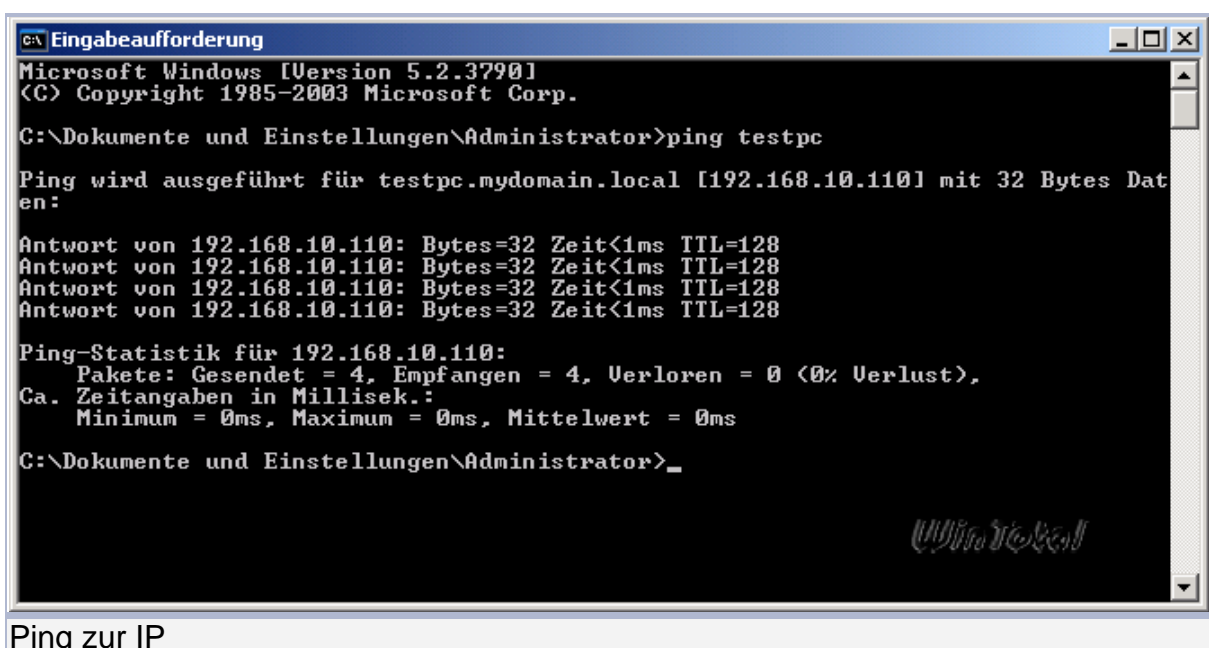 Eingabeaufforderung
Microsoft Windows [Version 5.2.3790]
(C) Copyright 1985-2003 Microsoft Corp.
C:\Dokumente und Einstellungen\Administrator>ping testpc
Ping wird ausgeführt für testpc.mydomain.local [192.168.10.110] mit 32 Bytes Dat
en:
Antwort von 192.168.10.110: Bytes=32 Zeit<1ms TTL=128
Antwort von 192.168.10.110: Bytes=32 Zeit<1ms TTL=128
Antwort von 192.168.10.110: Bytes=32 Zeit<1ms TTL=128
Antwort von 192.168.10.110: Bytes=32 Zeit<1ms TTL=128
Ping-Statistik für 192.168.10.110:
Pakete: Gesendet = 4, Empfangen = 4, Verloren = 0 (0% Verlust),
Ca. Zeitangaben in Millisek.:
Minimum = 0ms, Maximum = 0ms, Mittelwert = 0ms
C:\Dokumente und Einstellungen\Administrator>_
WinTotal
Ping zur IP